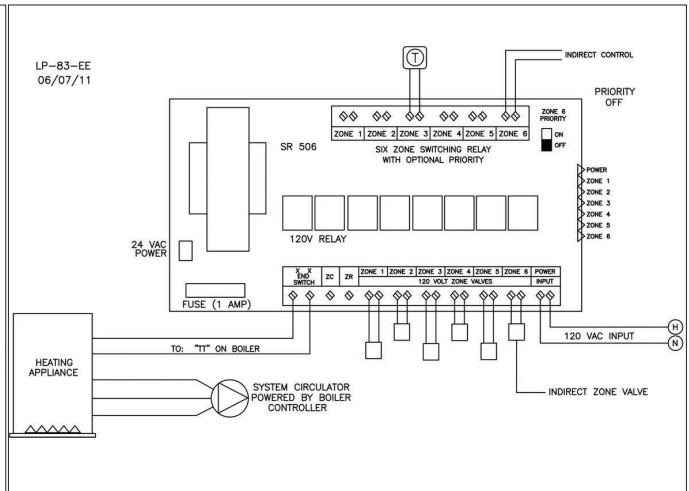 LP-83-EE
06/07/11
T
INDIRECT CONTROL
PRIORITY
OFF
ZONE 1 ZONE 2 ZONE 3 ZONE 4 ZONE 5 ZONE 6
ZONE 6
PRIORITY
ON
OFF
SR 506
SIX ZONE SWITCHING RELAY
WITH OPTIONAL PRIORITY
POWER
ZONE 1
ZONE 2
ZONE 3
ZONE 4
ZONE 5
ZONE 6
120V RELAY
24 VAC
POWER
FUSE (1 AMP)
X X
END
SWITCH
ZC
ZR
ZONE 1 ZONE 2 ZONE 3 ZONE 4 ZONE 5 ZONE 6
120 VOLT ZONE VALVES
POWER
INPUT
H
120 VAC INPUT
N
TO: "TT" ON BOILER
HEATING
APPLIANCE
SYSTEM CIRCULATOR
POWERED BY BOILER
CONTROLLER
INDIRECT ZONE VALVE